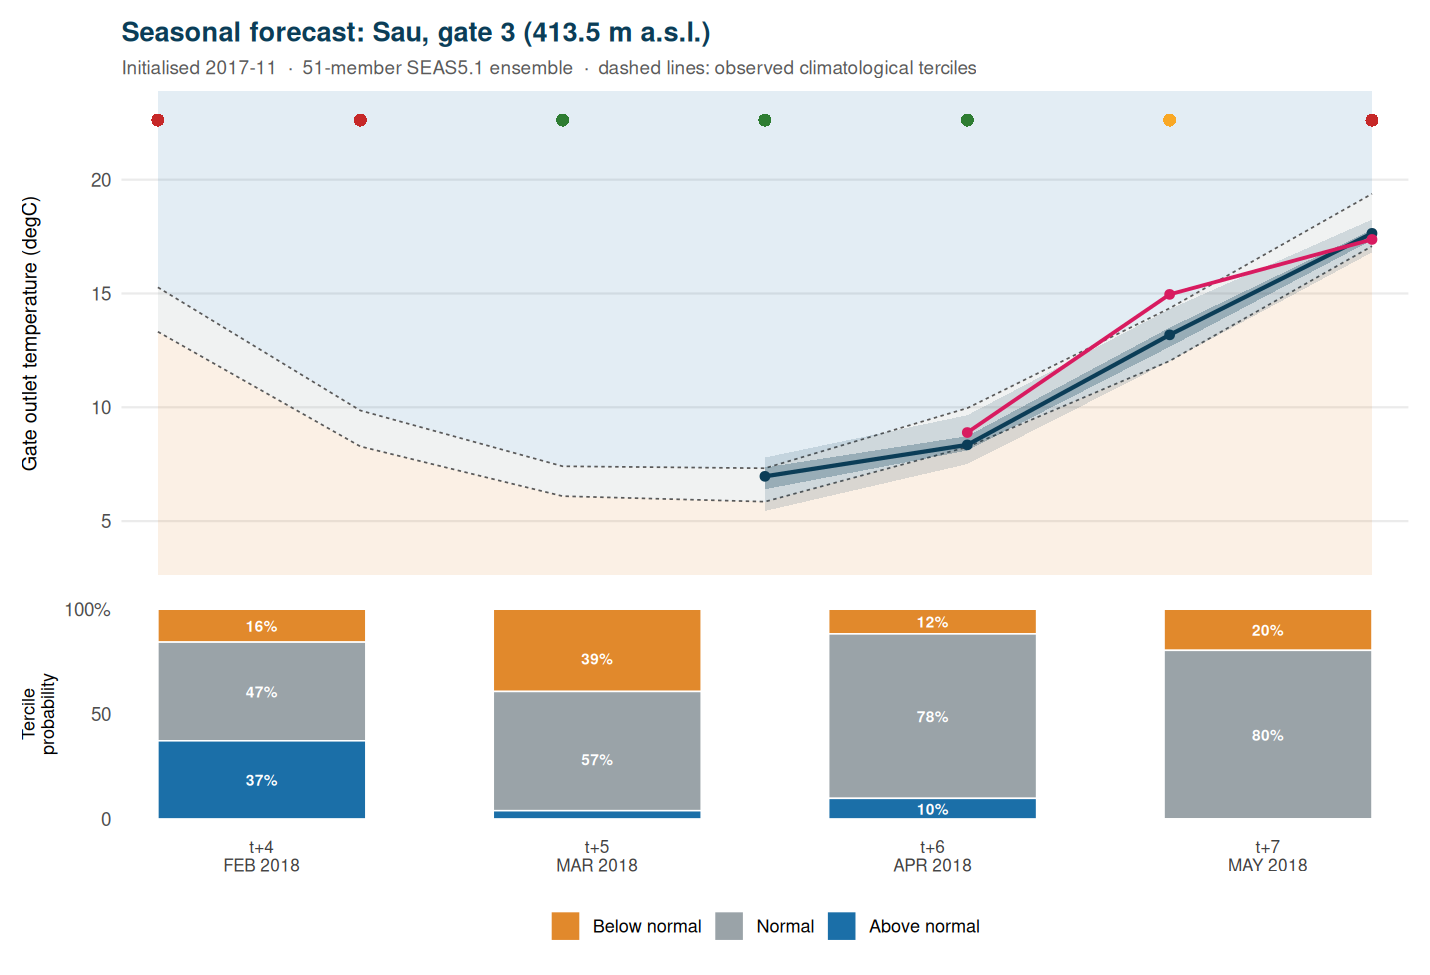 Seasonal forecast: Sau, gate 3 (413.5 m a.s.l.)
Initialised 2017-11 · 51-member SEAS5.1 ensemble · dashed lines: observed climatological terciles
Gate outlet temperature (degC)
20
15
10
5
Tercile
probability
100%
50
0
16%
47%
37%
39%
57%
12%
78%
10%
20%
80%
t+4
FEB 2018
t+5
MAR 2018
t+6
APR 2018
t+7
MAY 2018
Below normal
Normal
Above normal